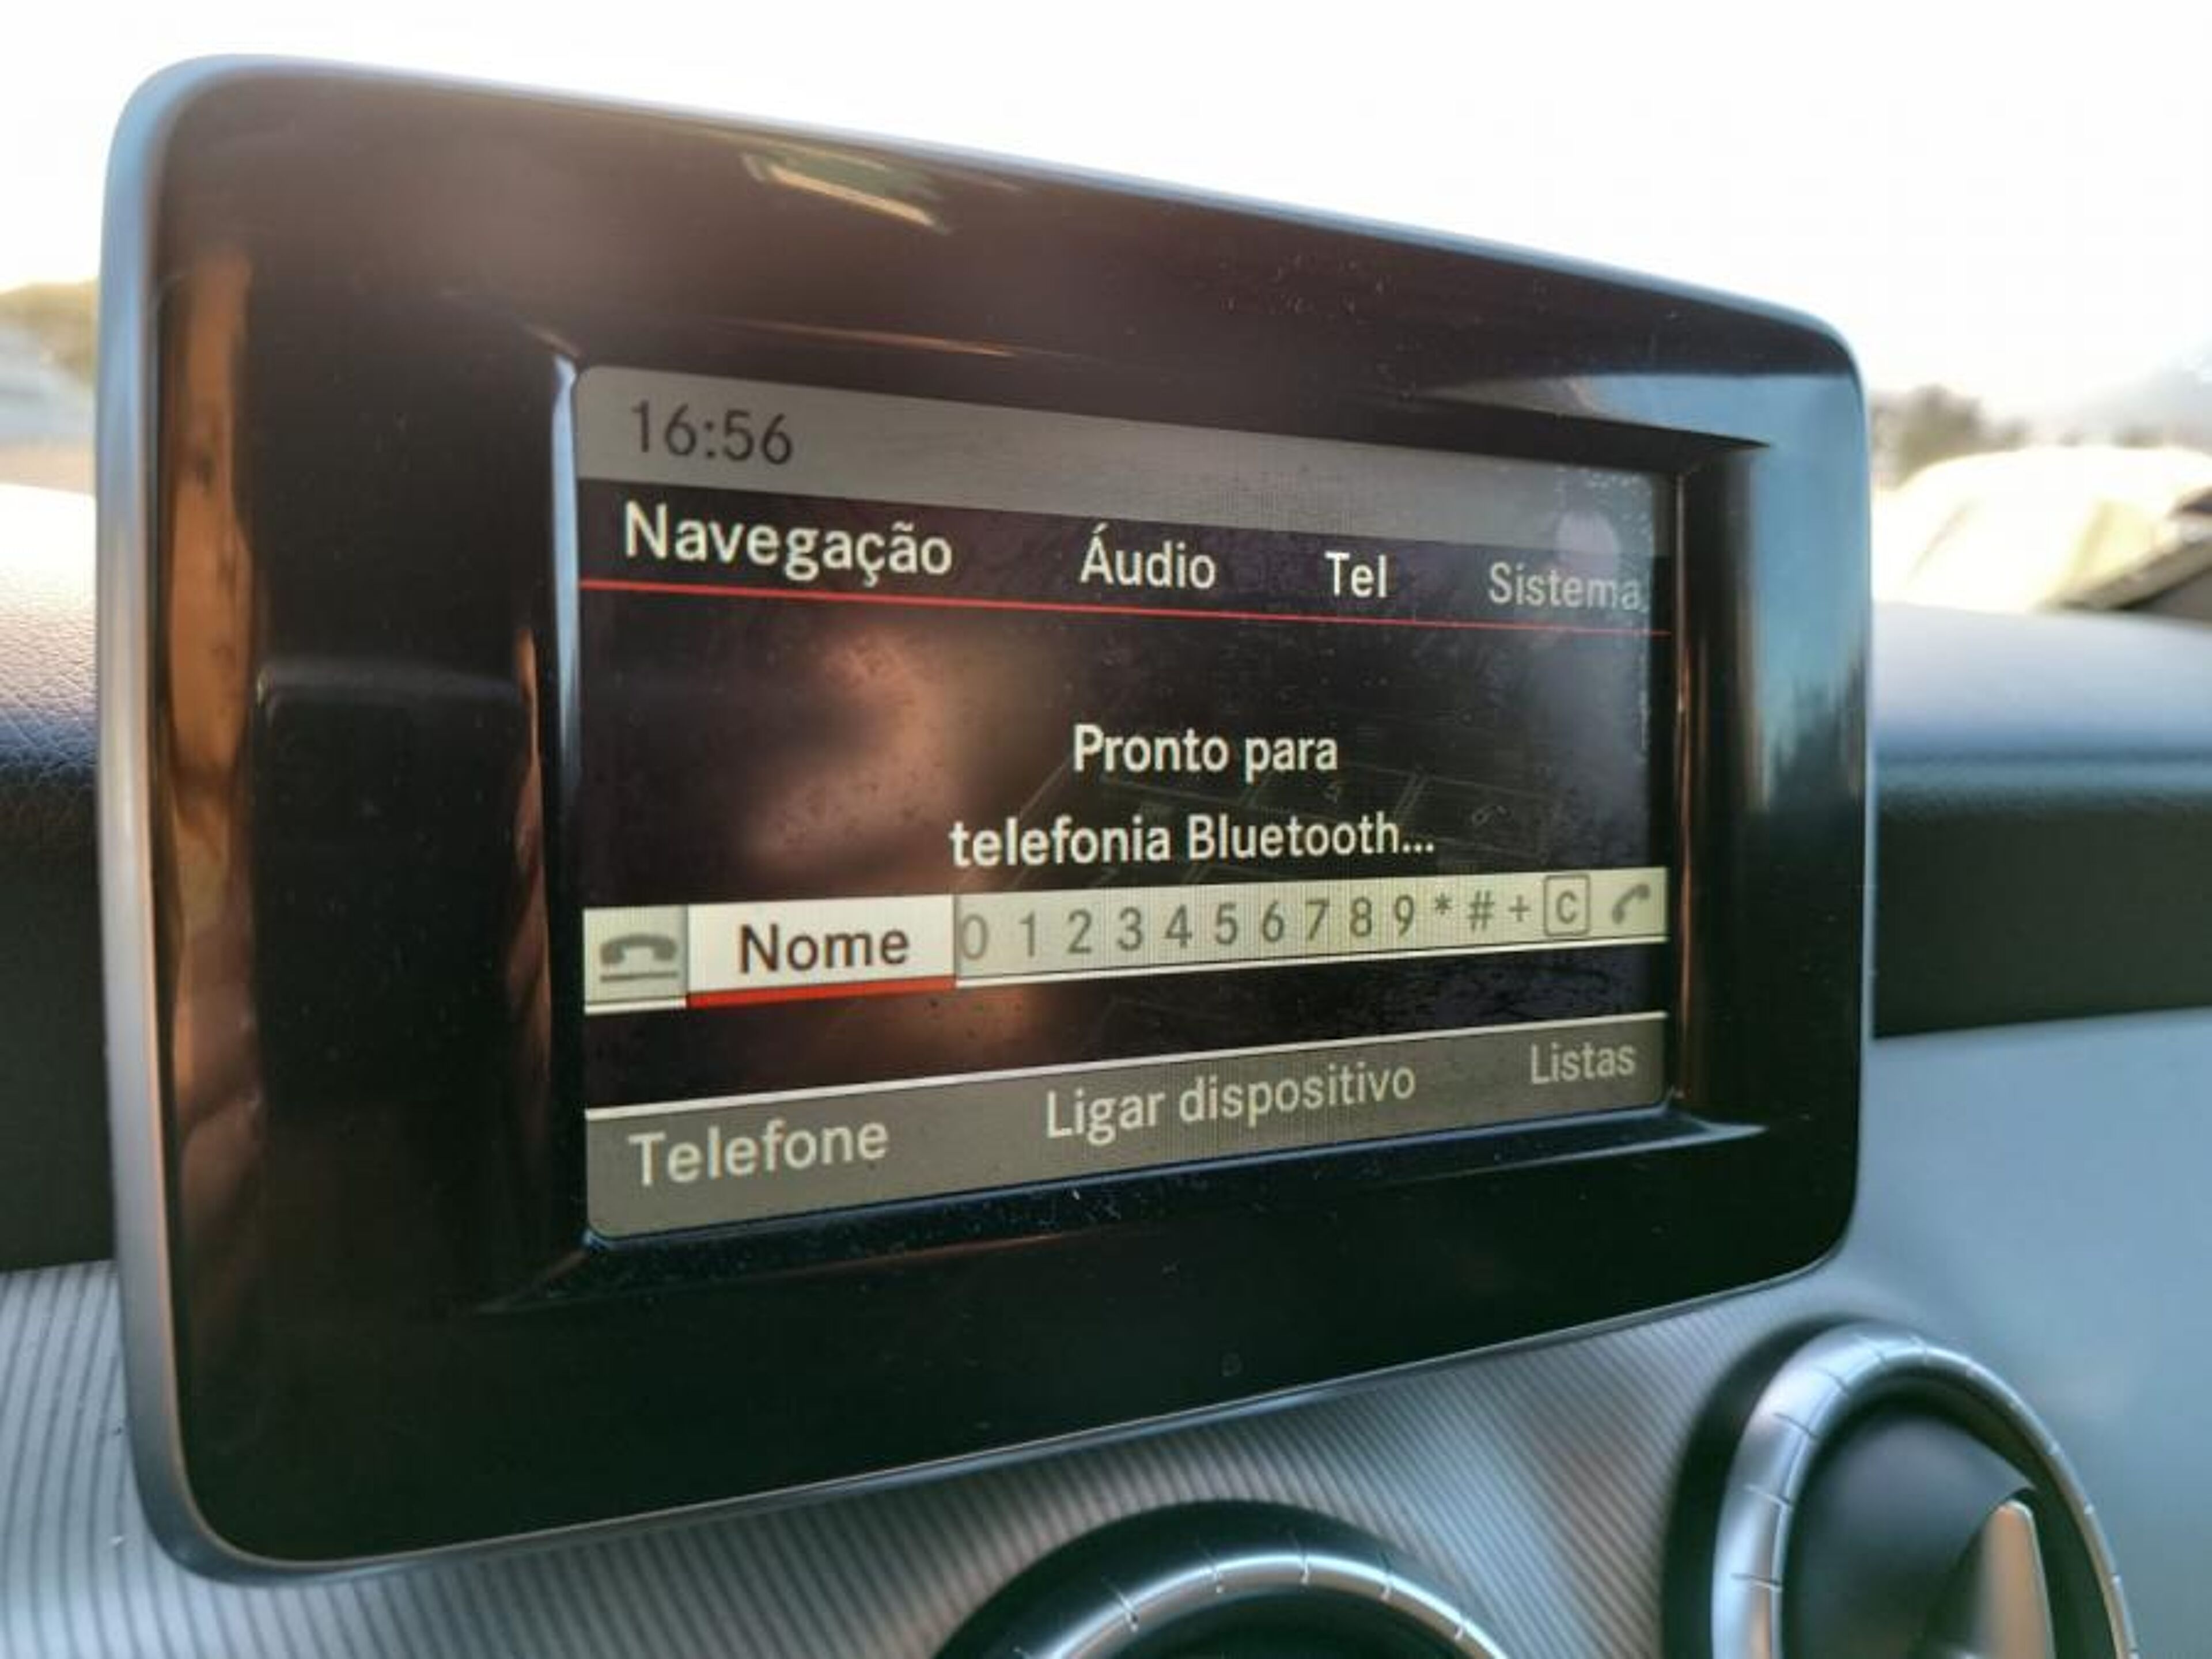 16:56
Navegação Áudio Tel Sistema
Pronto para
telefonia Bluetooth...
Nome 0 1 2 3 4 5 6 7 8 9 * # + C
Telefone Ligar dispositivo Listas